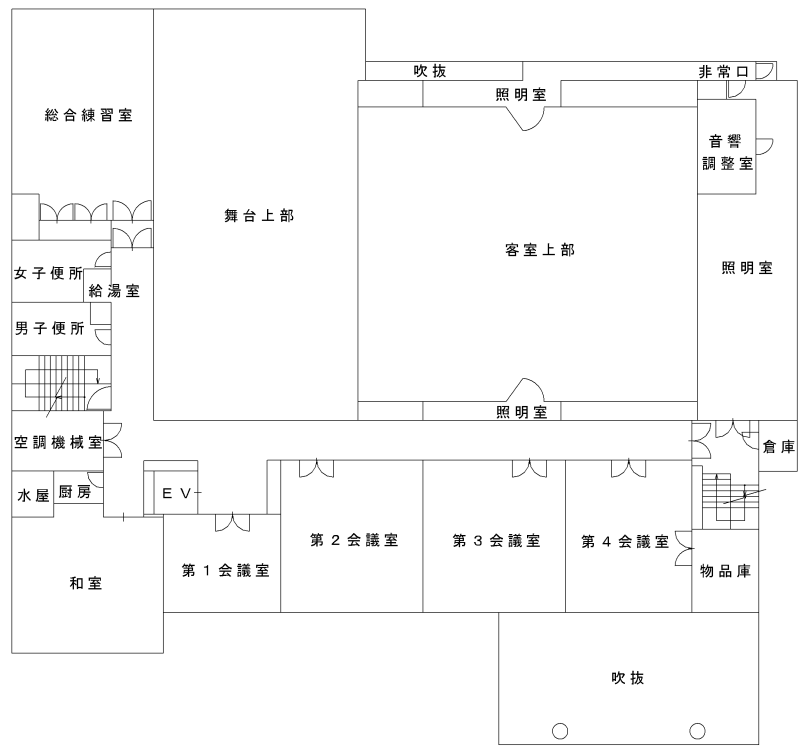 吹抜
非常口
照明室
総合練習室
音響
調整室
舞台上部
客室上部
照明室
女子便所
給湯室
男子便所
照明室
空調機械室
倉庫
水屋
厨房
ＥＶ
第２会議室
第３会議室
第４会議室
第１会議室
物品庫
和室
吹抜